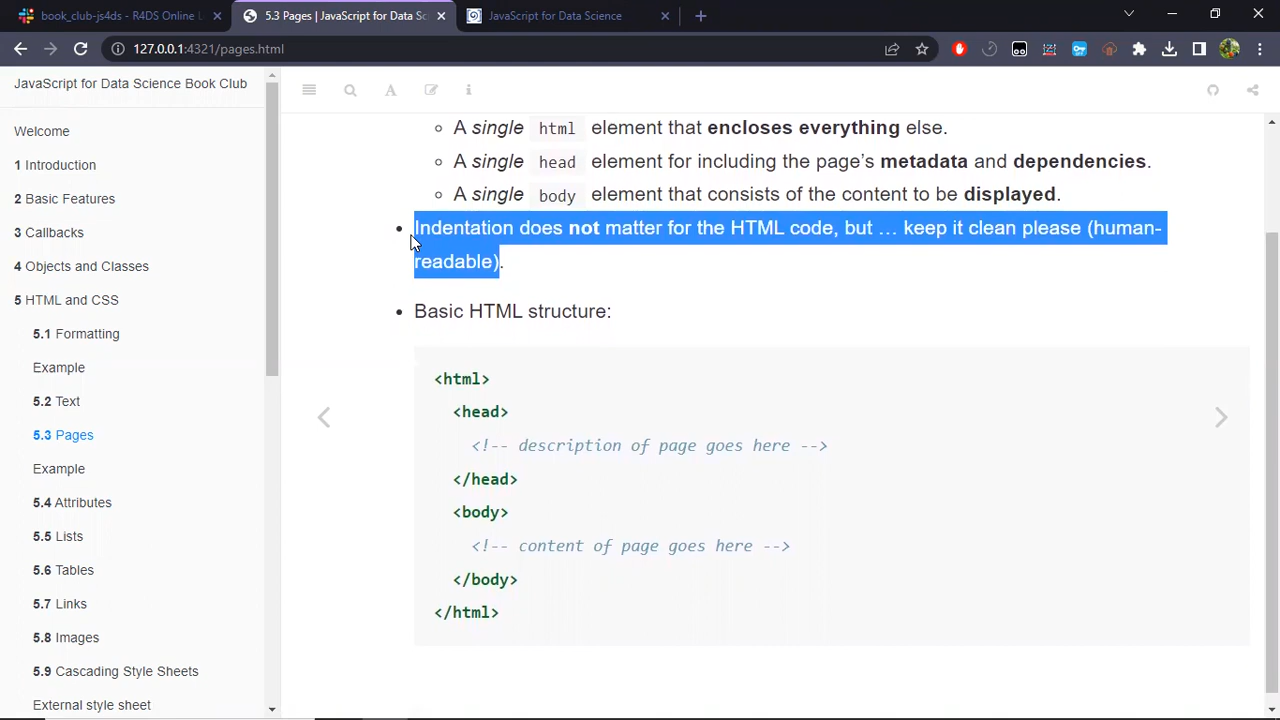 book_club-js4ds - R4DS Online L
5.3 Pages | JavaScript for Data Sc
JavaScript for Data Science
127.0.0.1:4321/pages.html
JavaScript for Data Science Book Club
Welcome
1 Introduction
2 Basic Features
3 Callbacks
4 Objects and Classes
5 HTML and CSS
5.1 Formatting
Example
5.2 Text
5.3 Pages
Example
5.4 Attributes
5.5 Lists
5.6 Tables
5.7 Links
5.8 Images
5.9 Cascading Style Sheets
External style sheet
A single html element that encloses everything else.
A single head element for including the page's metadata and dependencies.
A single body element that consists of the content to be displayed.
Indentation does not matter for the HTML code, but … keep it clean please (human-
readable).
Basic HTML structure:
<html>
<head>
<!-- description of page goes here -->
</head>
<body>
<!-- content of page goes here -->
</body>
</html>